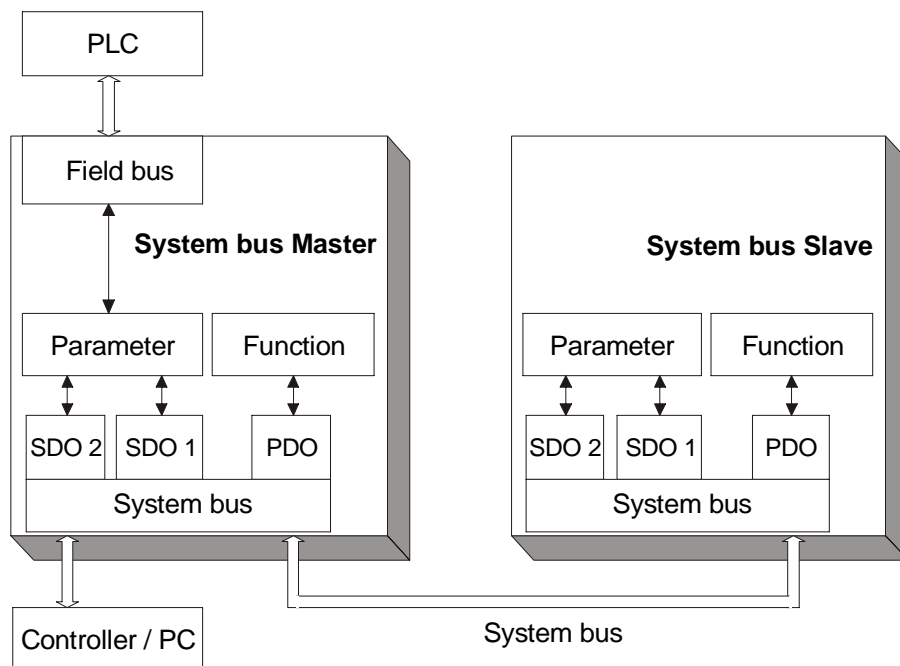 PLC
Field bus
System bus Master
Parameter
Function
SDO 2
SDO 1
PDO
System bus
System bus Slave
Parameter
Function
SDO 2
SDO 1
PDO
System bus
Controller / PC
System bus